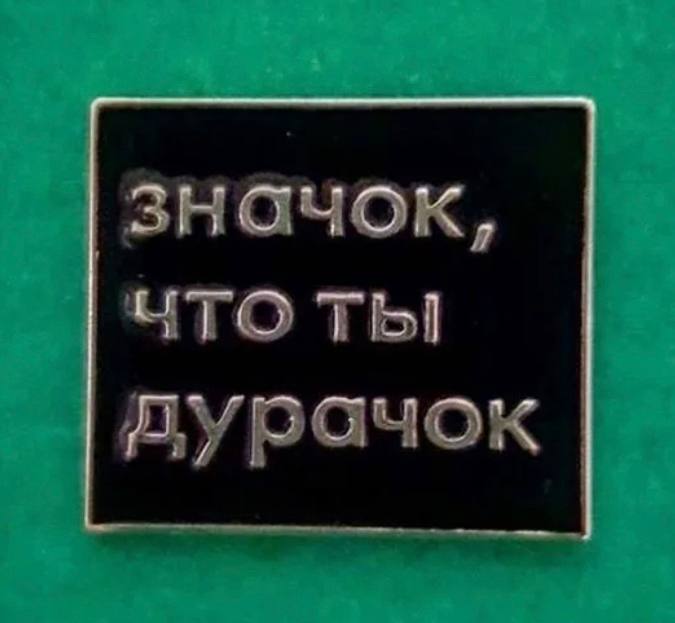 значок,
что ты
дурачок